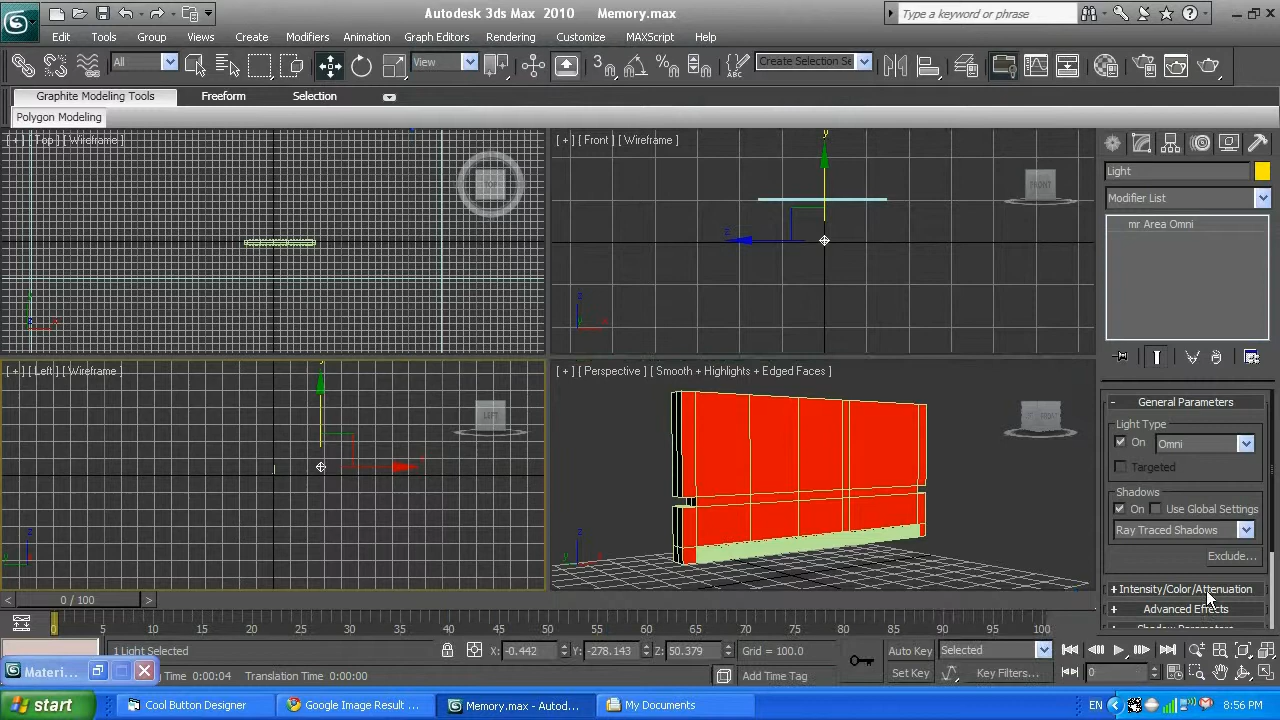 Autodesk 3ds Max 2010 Memory.max
Type a keyword or phrase
Edit Tools Group Views Create Modifiers Animation Graph Editors Rendering Customize MAXScript Help
All View Create Selection Se
Graphite Modeling Tools Freeform Selection
Polygon Modeling
[ + ] [ Top ] [ Wireframe ]
[ + ] [ Front ] [ Wireframe ]
FRONT
y
z
z
x
Light
Modifier List
mr Area Omni
[ + ] [ Left ] [ Wireframe ]
LEFT
[ + ] [ Perspective ] [ Smooth + Highlights + Edged Faces ]
General Parameters
Light Type
On Omni
Targeted
Shadows
On Use Global Settings
Ray Traced Shadows
Exclude...
Intensity/Color/Attenuation
Advanced Effects
< 0 / 100 >
0 5 10 15 20 25 30 35 40 45 50 55 60 65 70 75 80 85 90 95 100
1 Light Selected X: -0.442 Y: -278.143 Z: 50.379 Grid = 100.0 Auto Key Selected
Materi... Time 0:00:04 Translation Time 0:00:00 Add Time Tag Set Key Key Filters... 0
start Cool Button Designer Google Image Result ... Memory.max - Autod... My Documents EN 8:56 PM